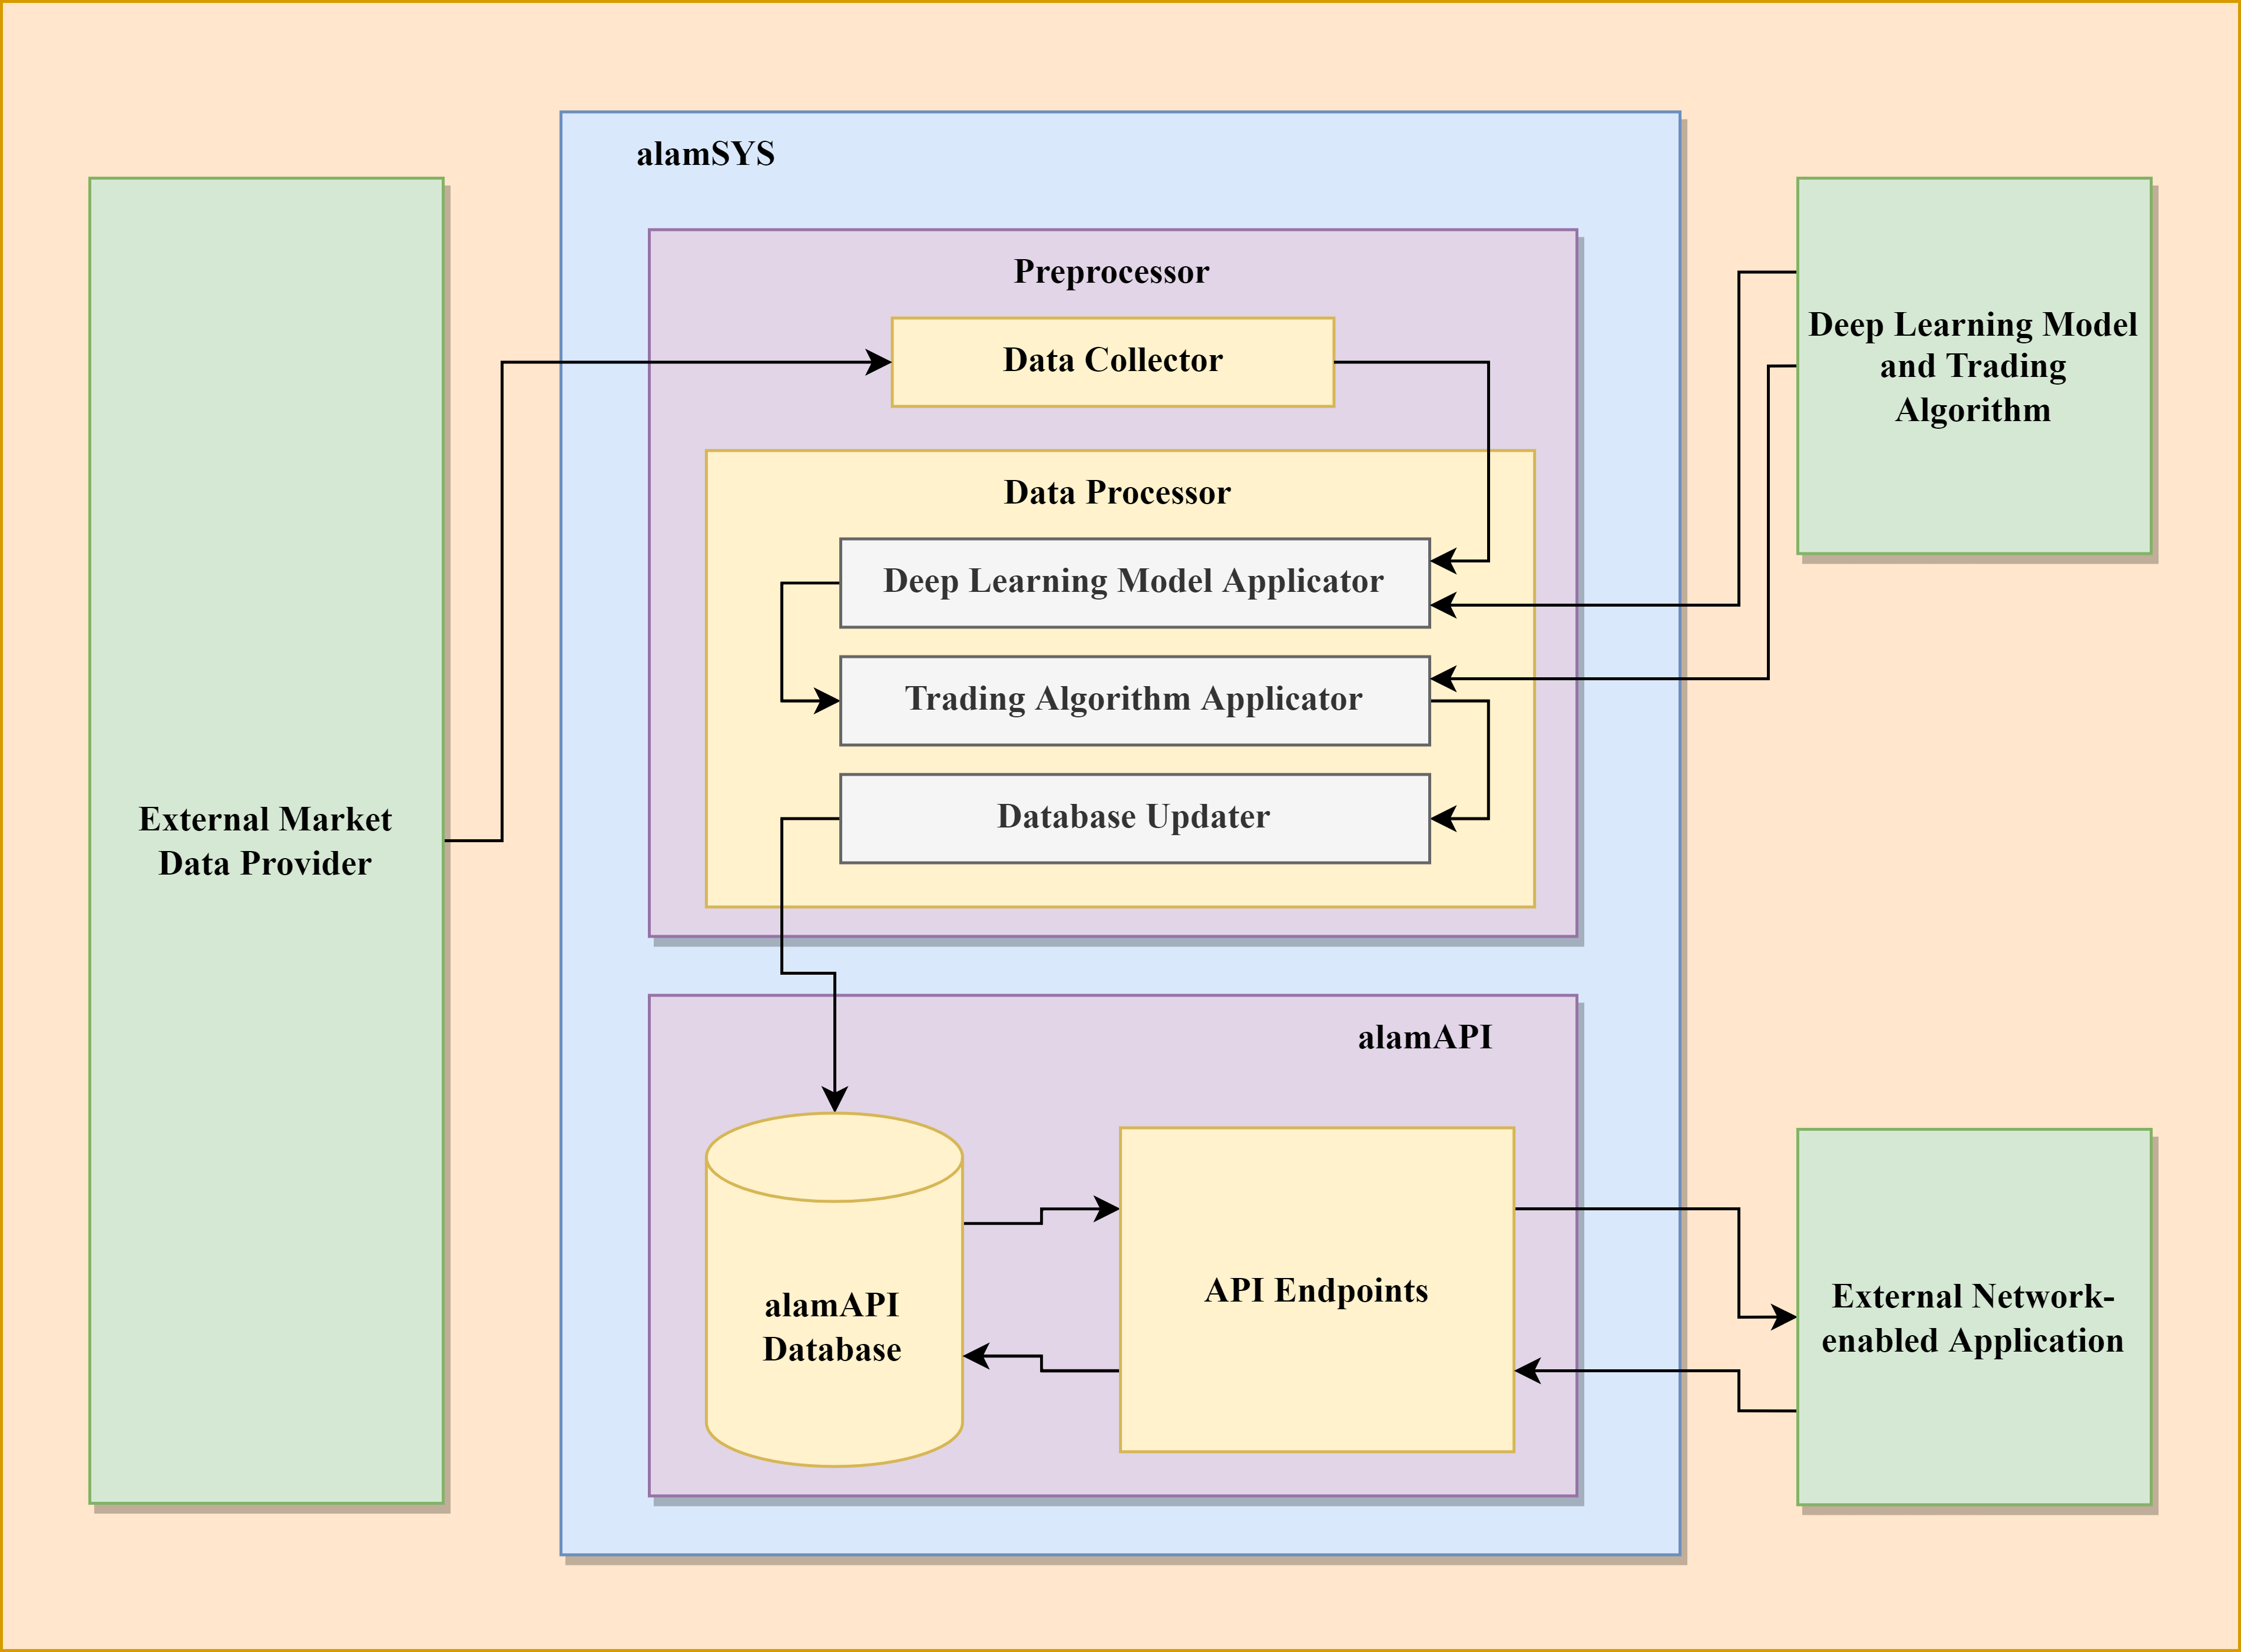 alamSYS
Preprocessor
Data Collector
Data Processor
Deep Learning Model Applicator
Trading Algorithm Applicator
Database Updater
External Market
Data Provider
Deep Learning Model
and Trading
Algorithm
alamAPI
alamAPI
Database
API Endpoints
External Network-
enabled Application